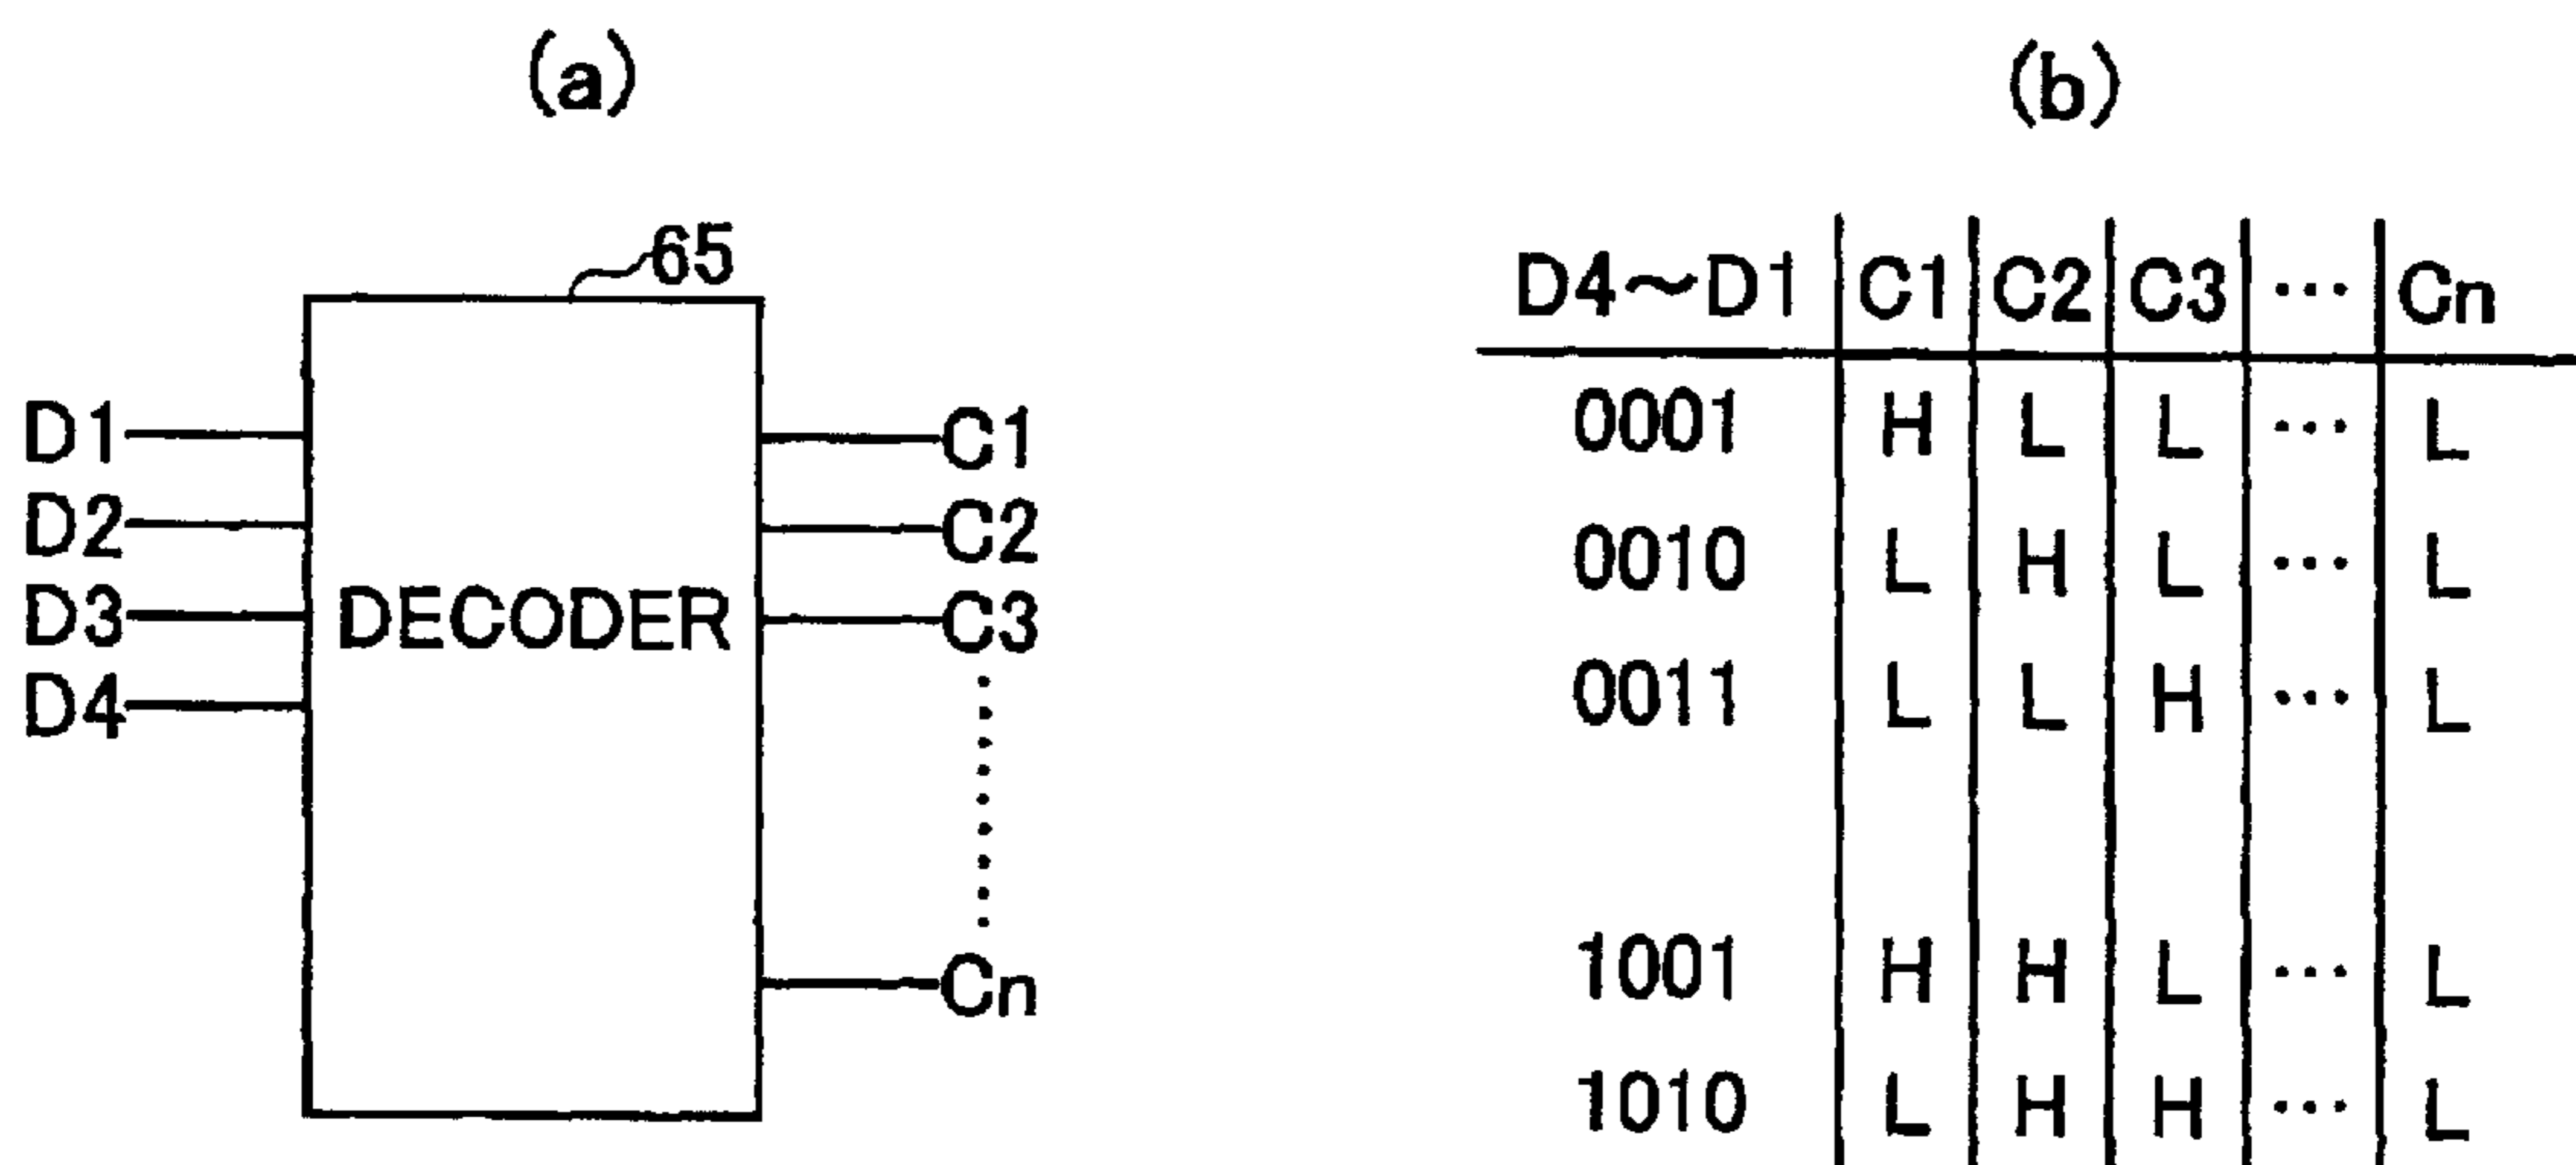 (a)
65
D1
D2
D3
D4
DECODER
C1
C2
C3
Cn
(b)
D4～D1 C1 C2 C3 ··· Cn
0001 H L L ··· L
0010 L H L ··· L
0011 L L H ··· L
1001 H H L ··· L
1010 L H H ··· L